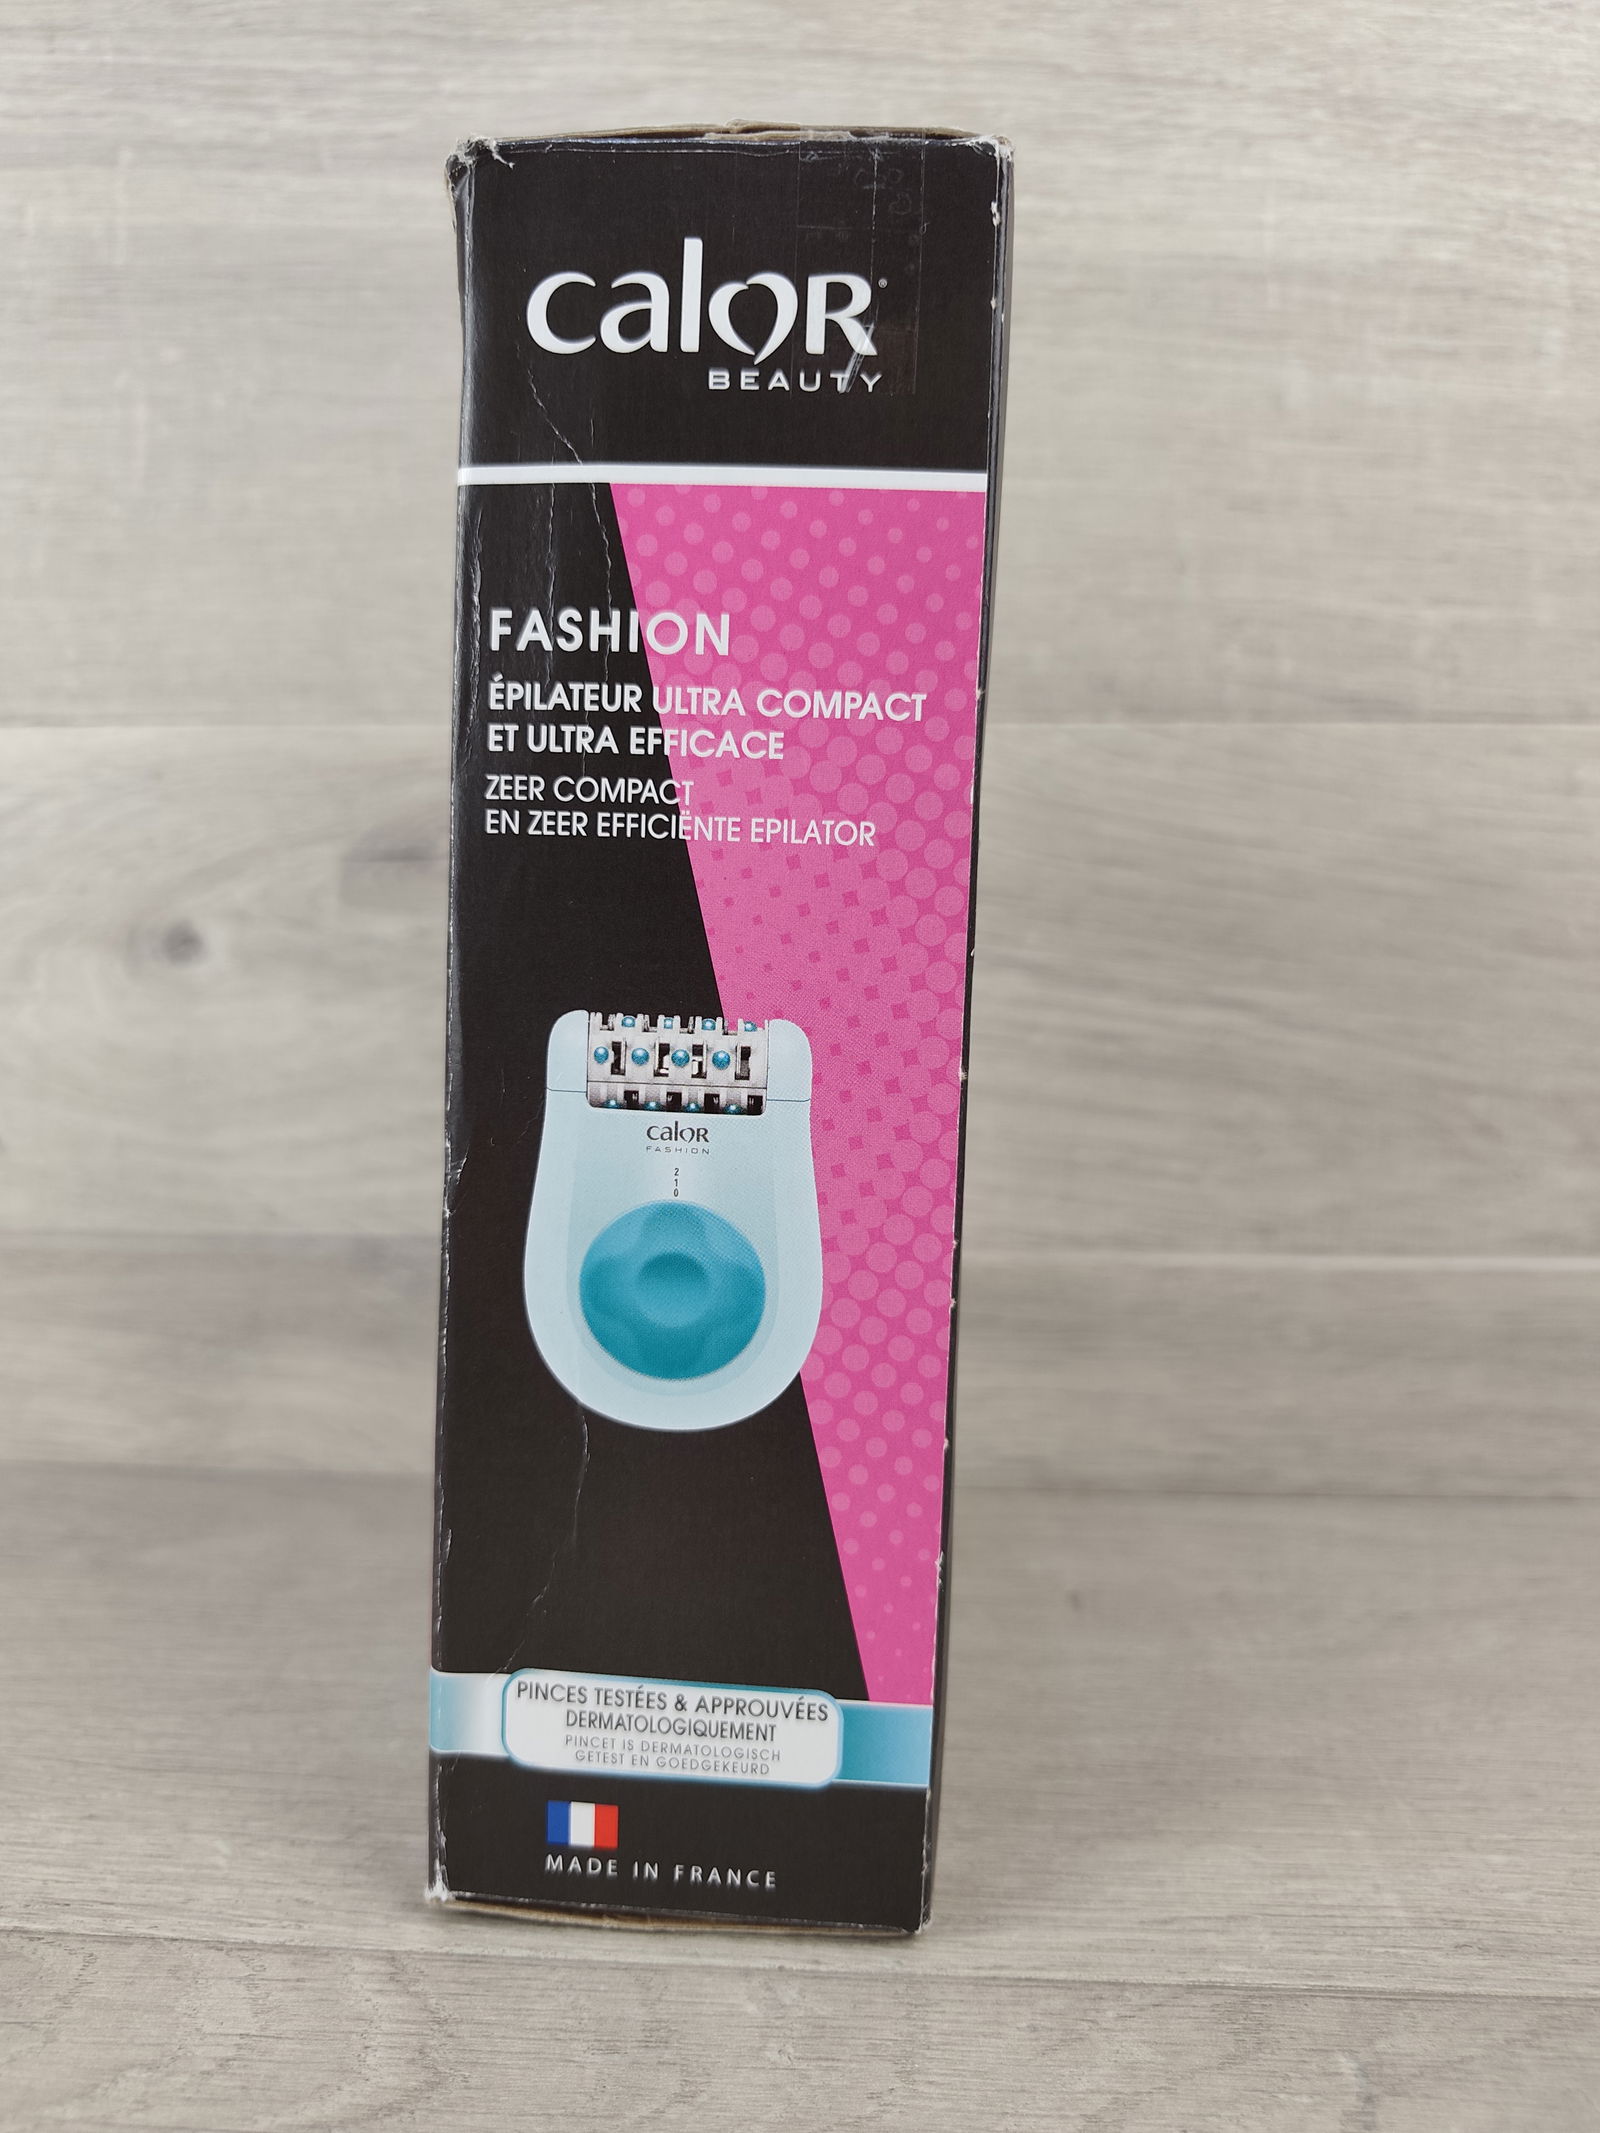 calOR®
BEAUTY
FASHION
ÉPILATEUR ULTRA COMPACT
ET ULTRA EFFICACE
ZEER COMPACT
EN ZEER EFFICIËNTE EPILATOR
calOR
FASHION
2
1
0
PINCES TESTÉES & APPROUVÉES
DERMATOLOGIQUEMENT
PINCET IS DERMATOLOGISCH
GETEST EN GOEDGEKEURD
MADE IN FRANCE